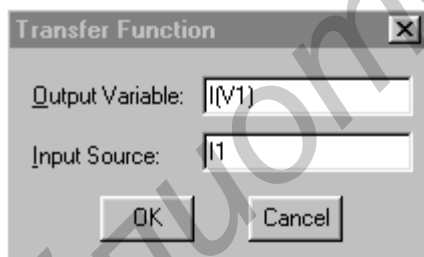 Transfer Function
Output Variable: I(V1)
Input Source: I1
OK Cancel